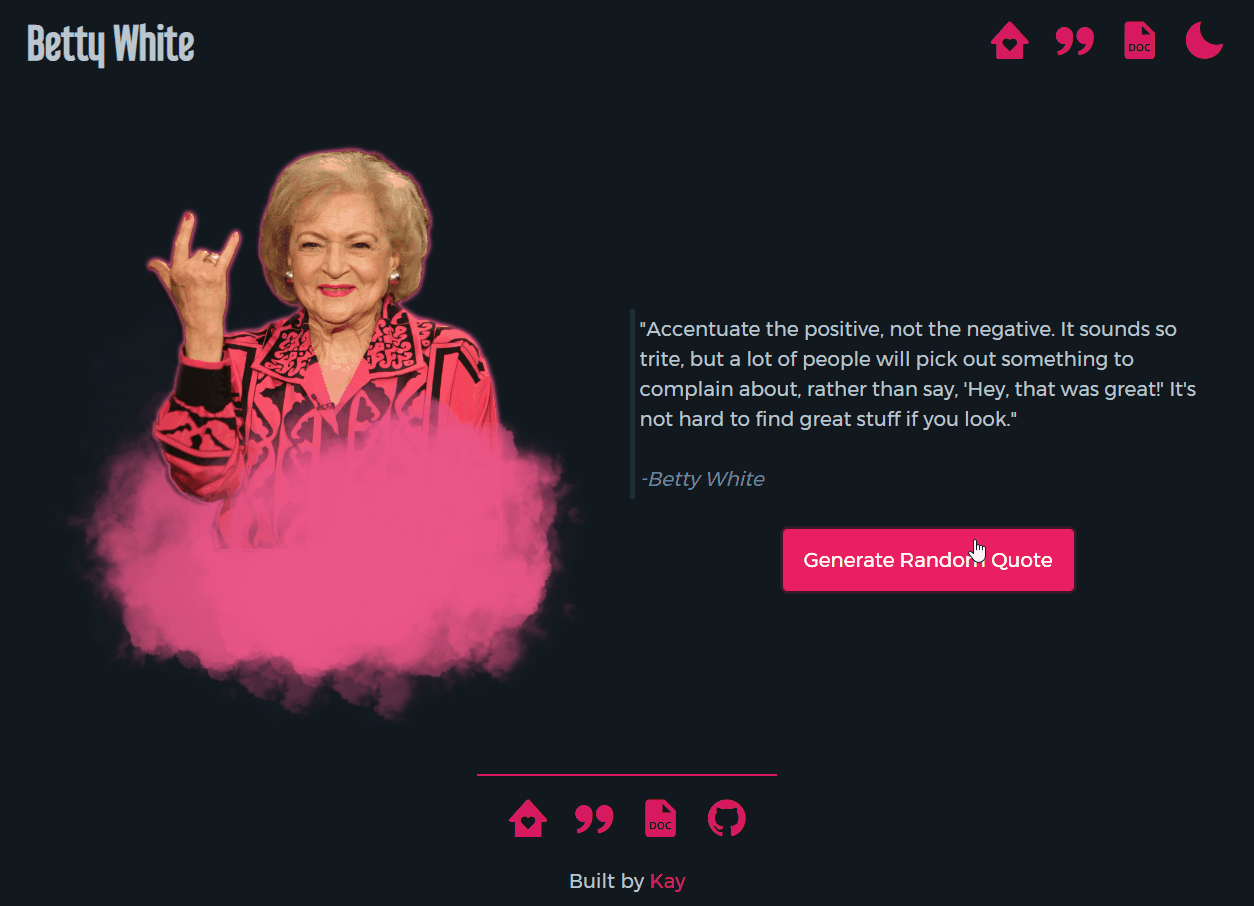 Betty White
DOC
"Accentuate the positive, not the negative. It sounds so
trite, but a lot of people will pick out something to
complain about, rather than say, 'Hey, that was great!' It's
not hard to find great stuff if you look."
-Betty White
Generate Random Quote
DOC
Built by Kay